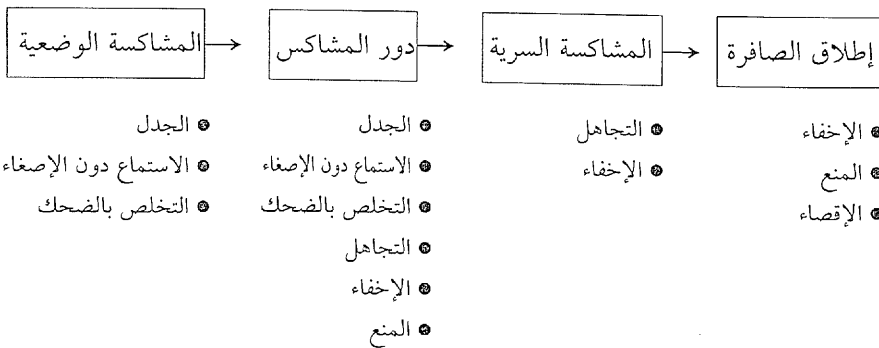 المشاكسة الوضعية
الجدل
الاستماع دون الإصغاء
التخلص بالضحك
دور المشاكس
الجدل
الاستماع دون الإصغاء
التخلص بالضحك
التجاهل
الإخفاء
المنع
المشاكسة السرية
التجاهل
الإخفاء
إطلاق الصافرة
الإخفاء
المنع
الإقصاء